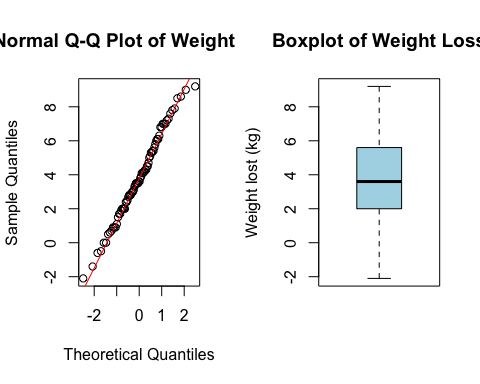 Normal Q-Q Plot of Weight
Sample Quantiles
8
6
4
2
0
-2
-2 0 1 2
Theoretical Quantiles
Boxplot of Weight Loss
Weight lost (kg)
8
6
4
2
0
-2